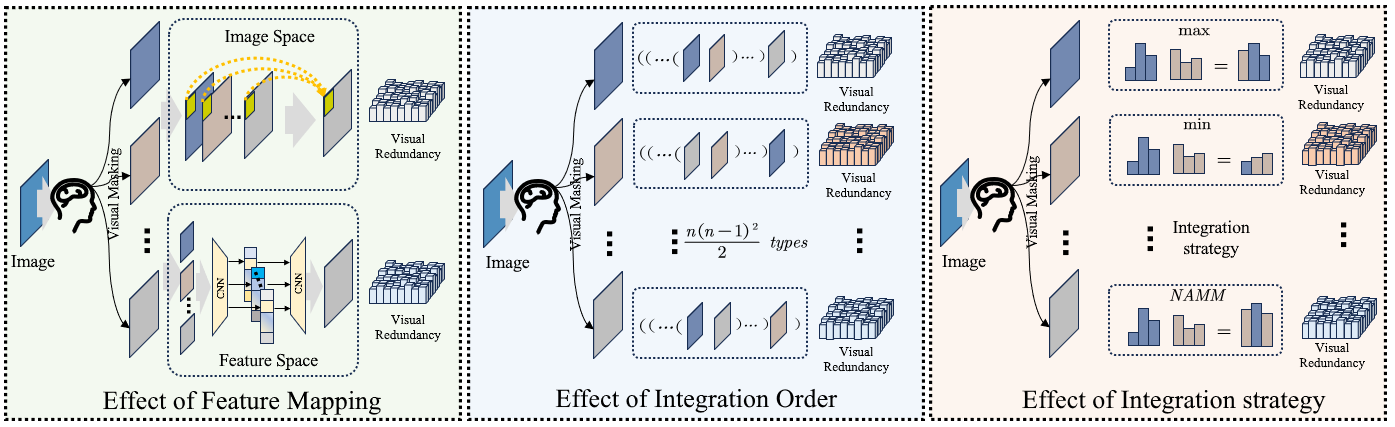 Image Space
Visual
Redundancy
Visual Masking
Image
CNN
CNN
Visual
Redundancy
Feature Space
Effect of Feature Mapping
((...( )...) )
Visual
Redundancy
((...( )...) )
Visual
Redundancy
Visual Masking
Image
n(n−1)²
2
types
((...( )...) )
Visual
Redundancy
Effect of Integration Order
max
=
Visual
Redundancy
min
=
Visual
Redundancy
Visual Masking
Image
Integration
strategy
NAMM
=
Visual
Redundancy
Effect of Integration strategy